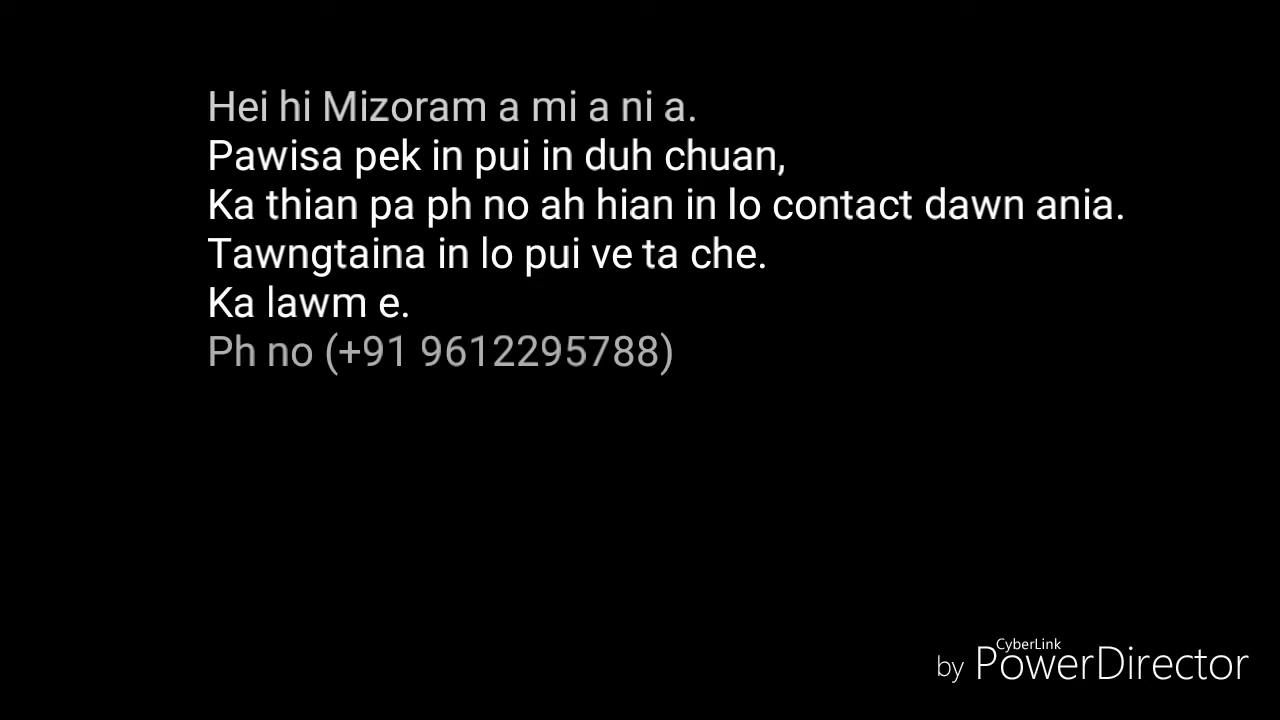 Hei hi Mizoram a mi a ni a.
Pawisa pek in pui in duh chuan,
Ka thian pa ph no ah hian in lo contact dawn ania.
Tawngtaina in lo pui ve ta che.
Ka lawm e.
Ph no (+91 9612295788)
CyberLink
by PowerDirector